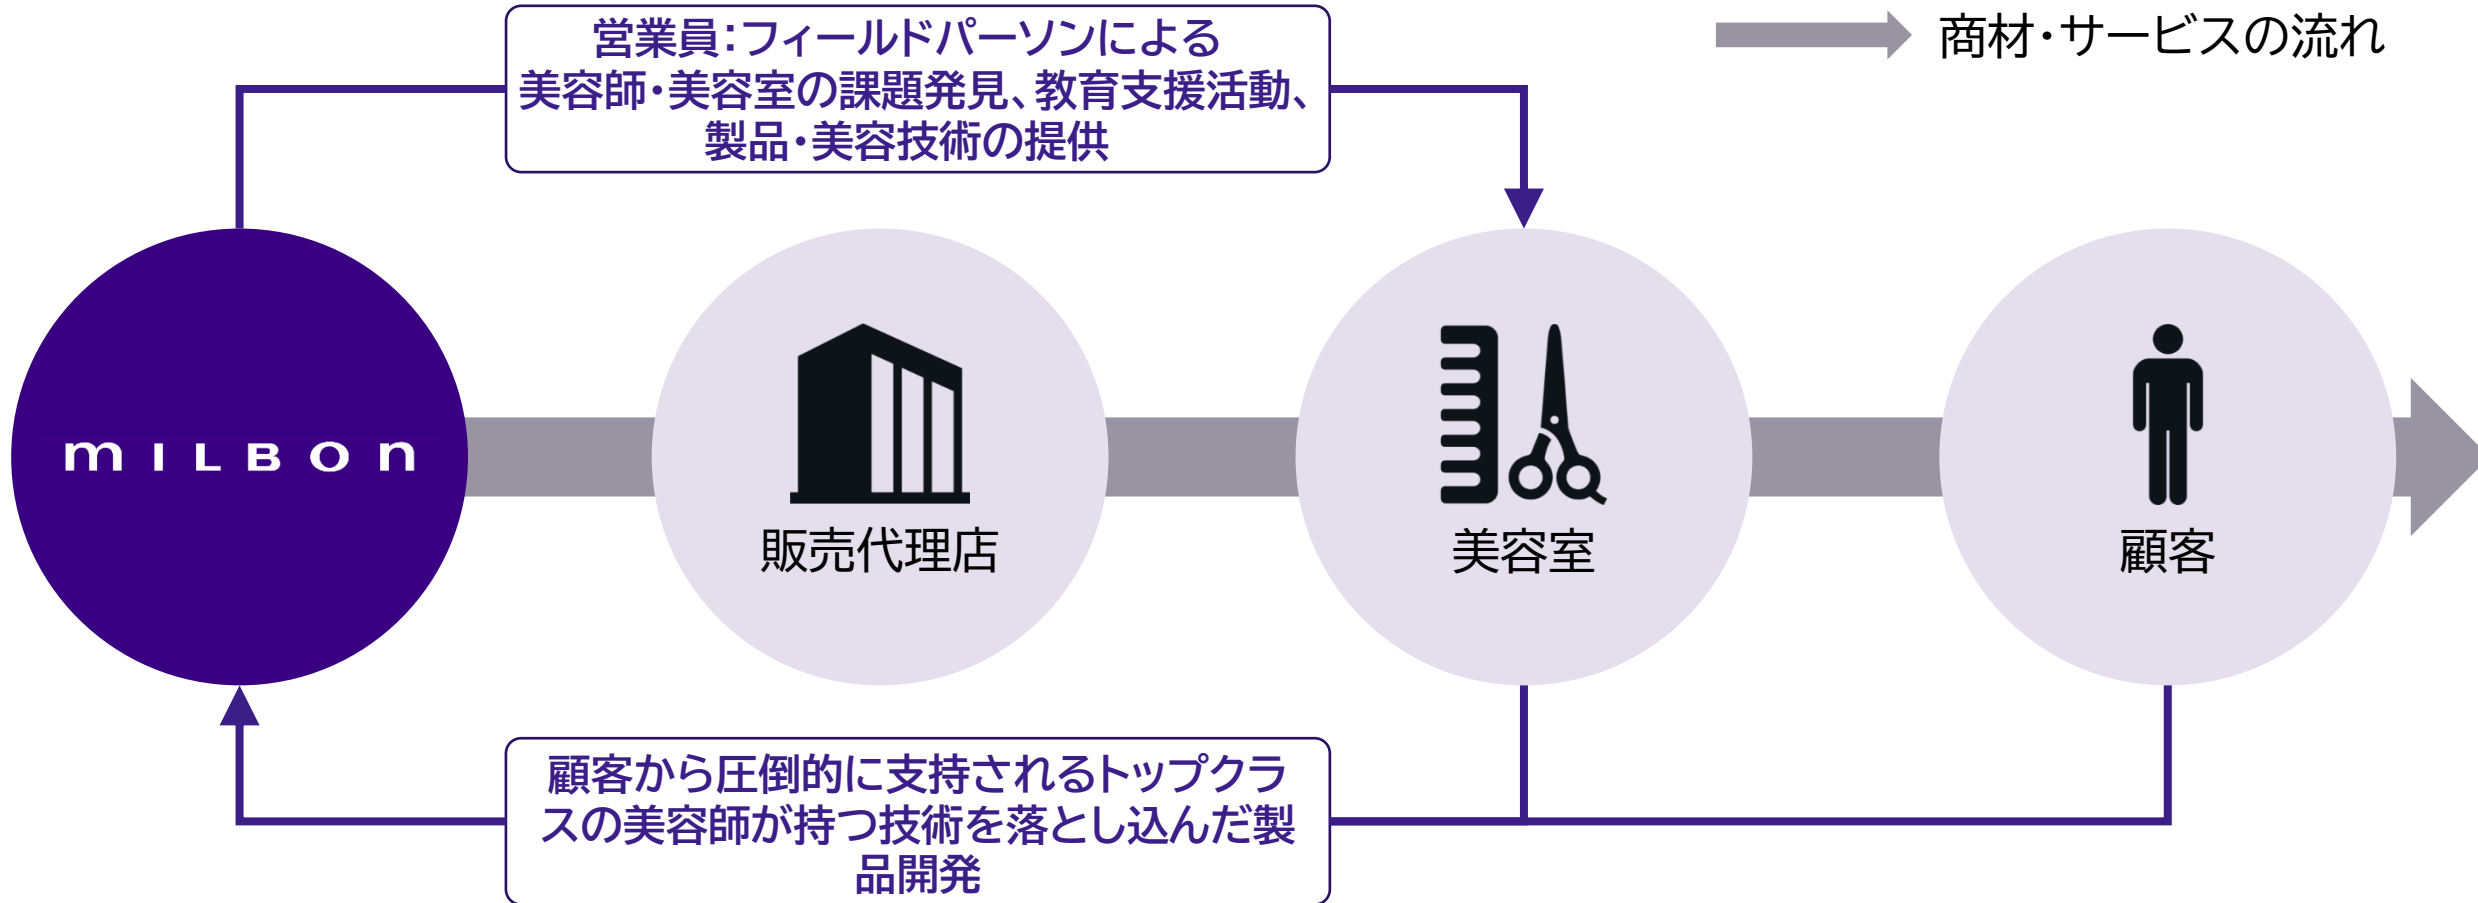 営業員：フィールドパーソンによる
美容師・美容室の課題発見、教育支援活動、
製品・美容技術の提供
商材・サービスの流れ
MILBON
販売代理店
美容室
顧客
顧客から圧倒的に支持されるトップクラ
スの美容師が持つ技術を落とし込んだ製
品開発